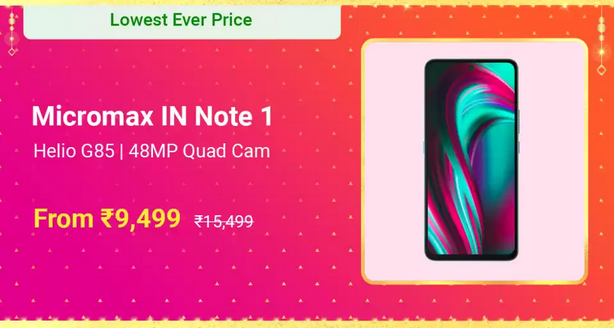 Lowest Ever Price
Micromax IN Note 1
Helio G85 | 48MP Quad Cam
From ₹9,499 ₹15,499